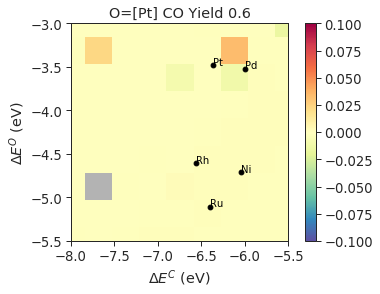 O=[Pt] CO Yield 0.6
−3.0
−3.5
−4.0
−4.5
−5.0
−5.5
ΔE^O (eV)
Pt
Pd
Rh
Ni
Ru
−8.0 −7.5 −7.0 −6.5 −6.0 −5.5
ΔE^C (eV)
0.100
0.075
0.050
0.025
0.000
−0.025
−0.050
−0.075
−0.100